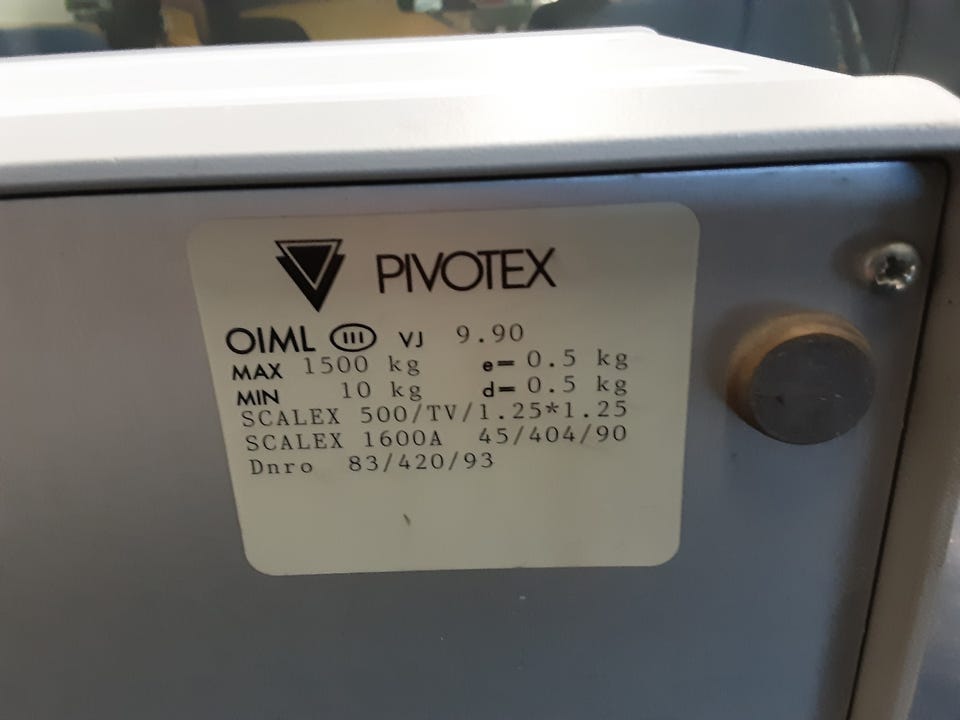 PIVOTEX
OIML III VJ 9.90
MAX 1500 kg e= 0.5 kg
MIN 10 kg d= 0.5 kg
SCALEX 500/TV/1.25*1.25
SCALEX 1600A 45/404/90
Dnro 83/420/93